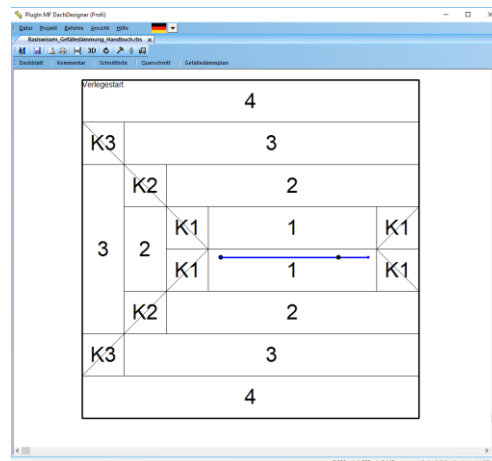 PlugIn MF DachDesigner (Profi)
Datei Projekt Befehle Ansicht Hilfe
Basiswissen_Gefälledämmung_Handbuch.rbs x
3D
Deckblatt Kommentar Schnittliste Querschnitt Gefälledämmplan
Verlegestart
4
K3 3
K2 2
K1 1 K1
3 2
K1 1 K1
K2 2
K3 3
4